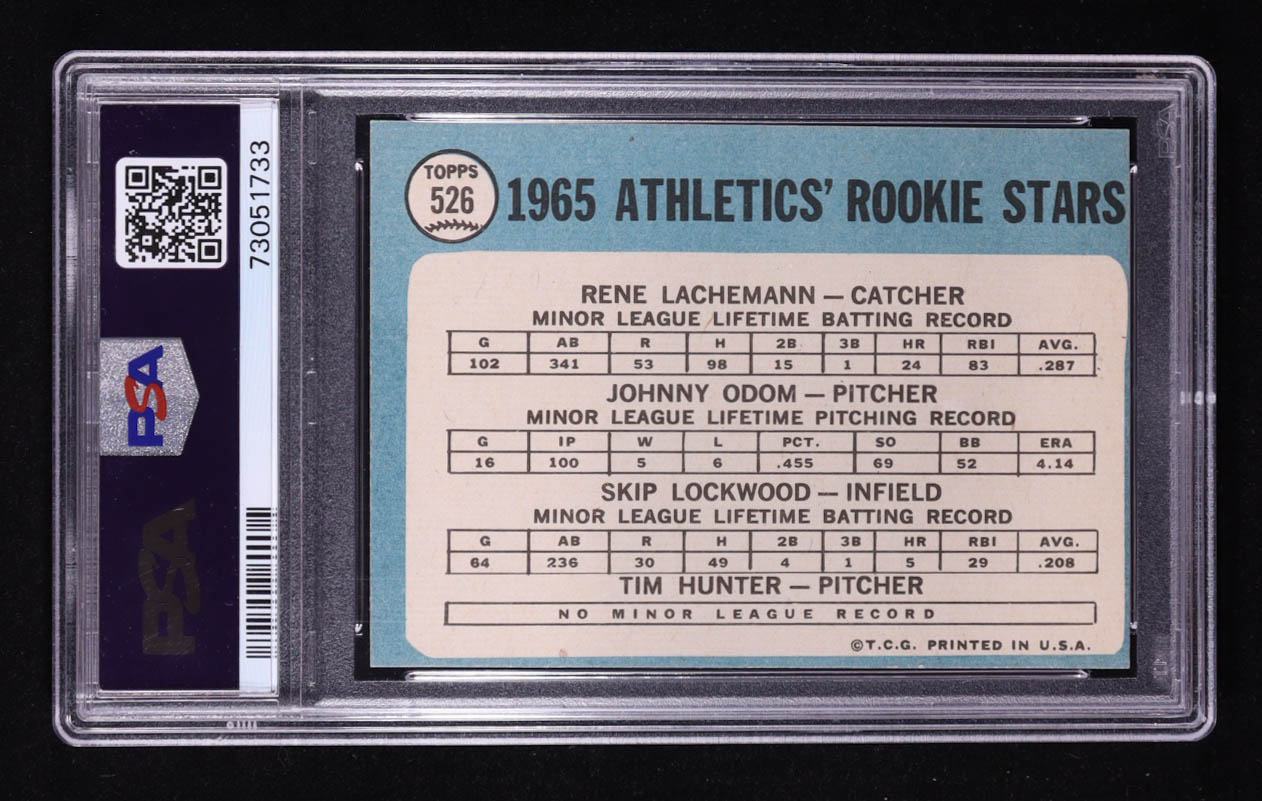 73051733
PSA
PSA
TOPPS
526
1965 ATHLETICS' ROOKIE STARS
RENE LACHEMANN — CATCHER
MINOR LEAGUE LIFETIME BATTING RECORD
G AB R H 2B 3B HR RBI AVG.
102 341 53 98 15 1 24 83 .287
JOHNNY ODOM — PITCHER
MINOR LEAGUE LIFETIME PITCHING RECORD
G IP W L PCT. SO BB ERA
16 100 5 6 .455 69 52 4.14
SKIP LOCKWOOD — INFIELD
MINOR LEAGUE LIFETIME BATTING RECORD
G AB R H 2B 3B HR RBI AVG.
64 236 30 49 4 1 5 29 .208
TIM HUNTER — PITCHER
NO MINOR LEAGUE RECORD
©T.C.G. PRINTED IN U.S.A.